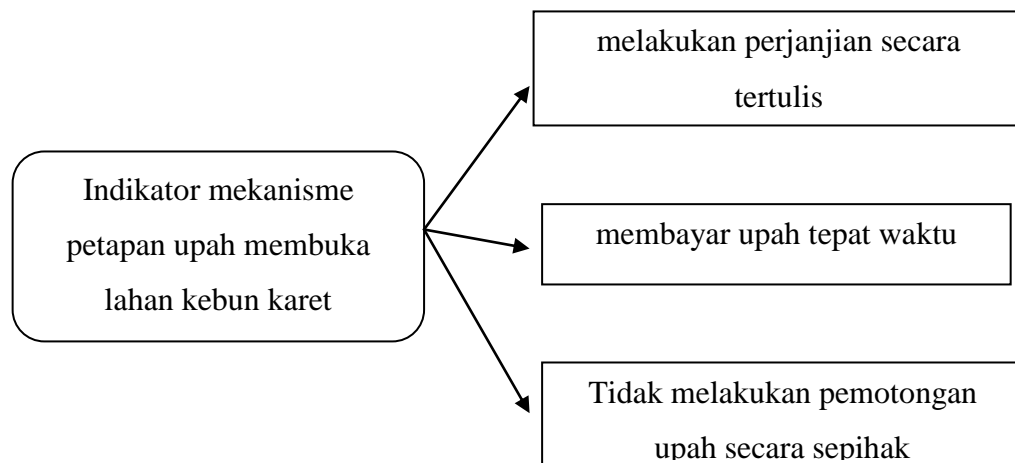 melakukan perjanjian secara
tertulis
Indikator mekanisme
petapan upah membuka
lahan kebun karet
membayar upah tepat waktu
Tidak melakukan pemotongan
upah secara sepihak